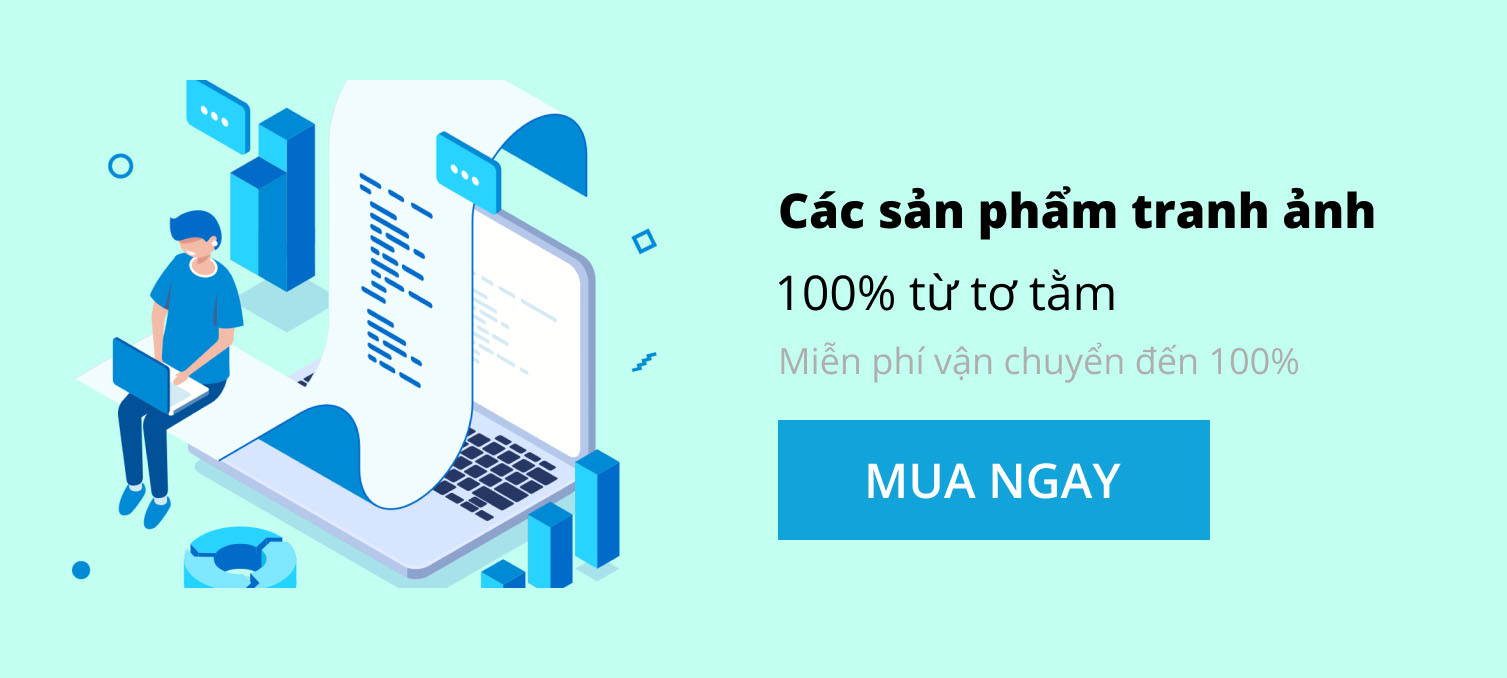 Các sản phẩm tranh ảnh
100% từ tơ tằm
Miễn phí vận chuyển đến 100%
MUA NGAY